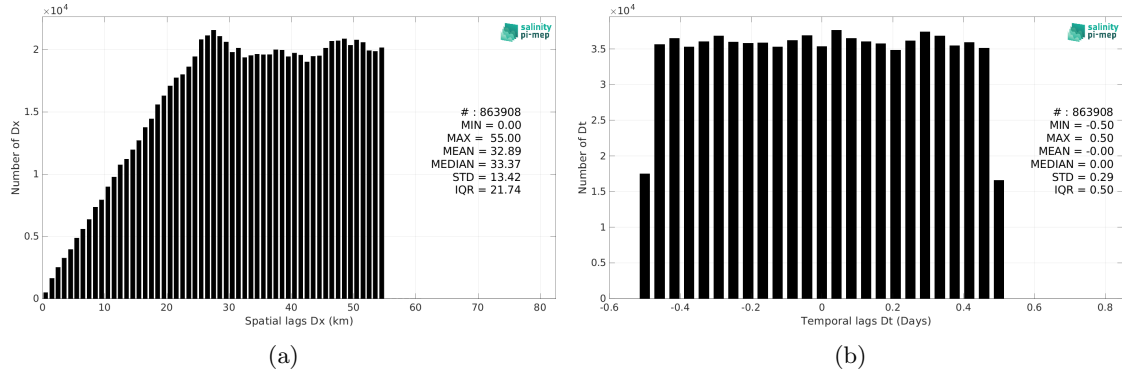 ×10⁴
2
1.5
1
0.5
0
Number of Dx
0 10 20 30 40 50 60 70 80
Spatial lags Dx (km)
salinity
pi-mep
# : 863908
MIN = 0.00
MAX = 55.00
MEAN = 32.89
MEDIAN = 33.37
STD = 13.42
IQR = 21.74
(a)
×10⁴
3.5
3
2.5
2
1.5
1
0.5
0
Number of Dt
-0.6 -0.4 -0.2 0 0.2 0.4 0.6 0.8
Temporal lags Dt (Days)
salinity
pi-mep
# : 863908
MIN = -0.50
MAX = 0.50
MEAN = -0.00
MEDIAN = 0.00
STD = 0.29
IQR = 0.50
(b)